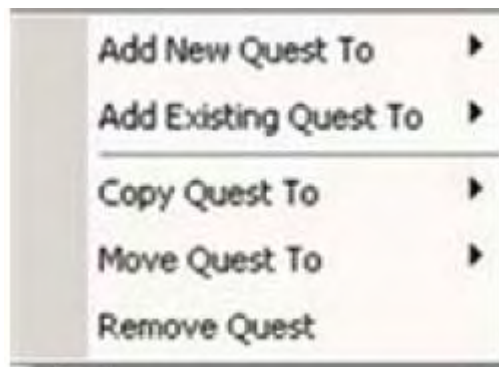 Add New Quest To
Add Existing Quest To
Copy Quest To
Move Quest To
Remove Quest